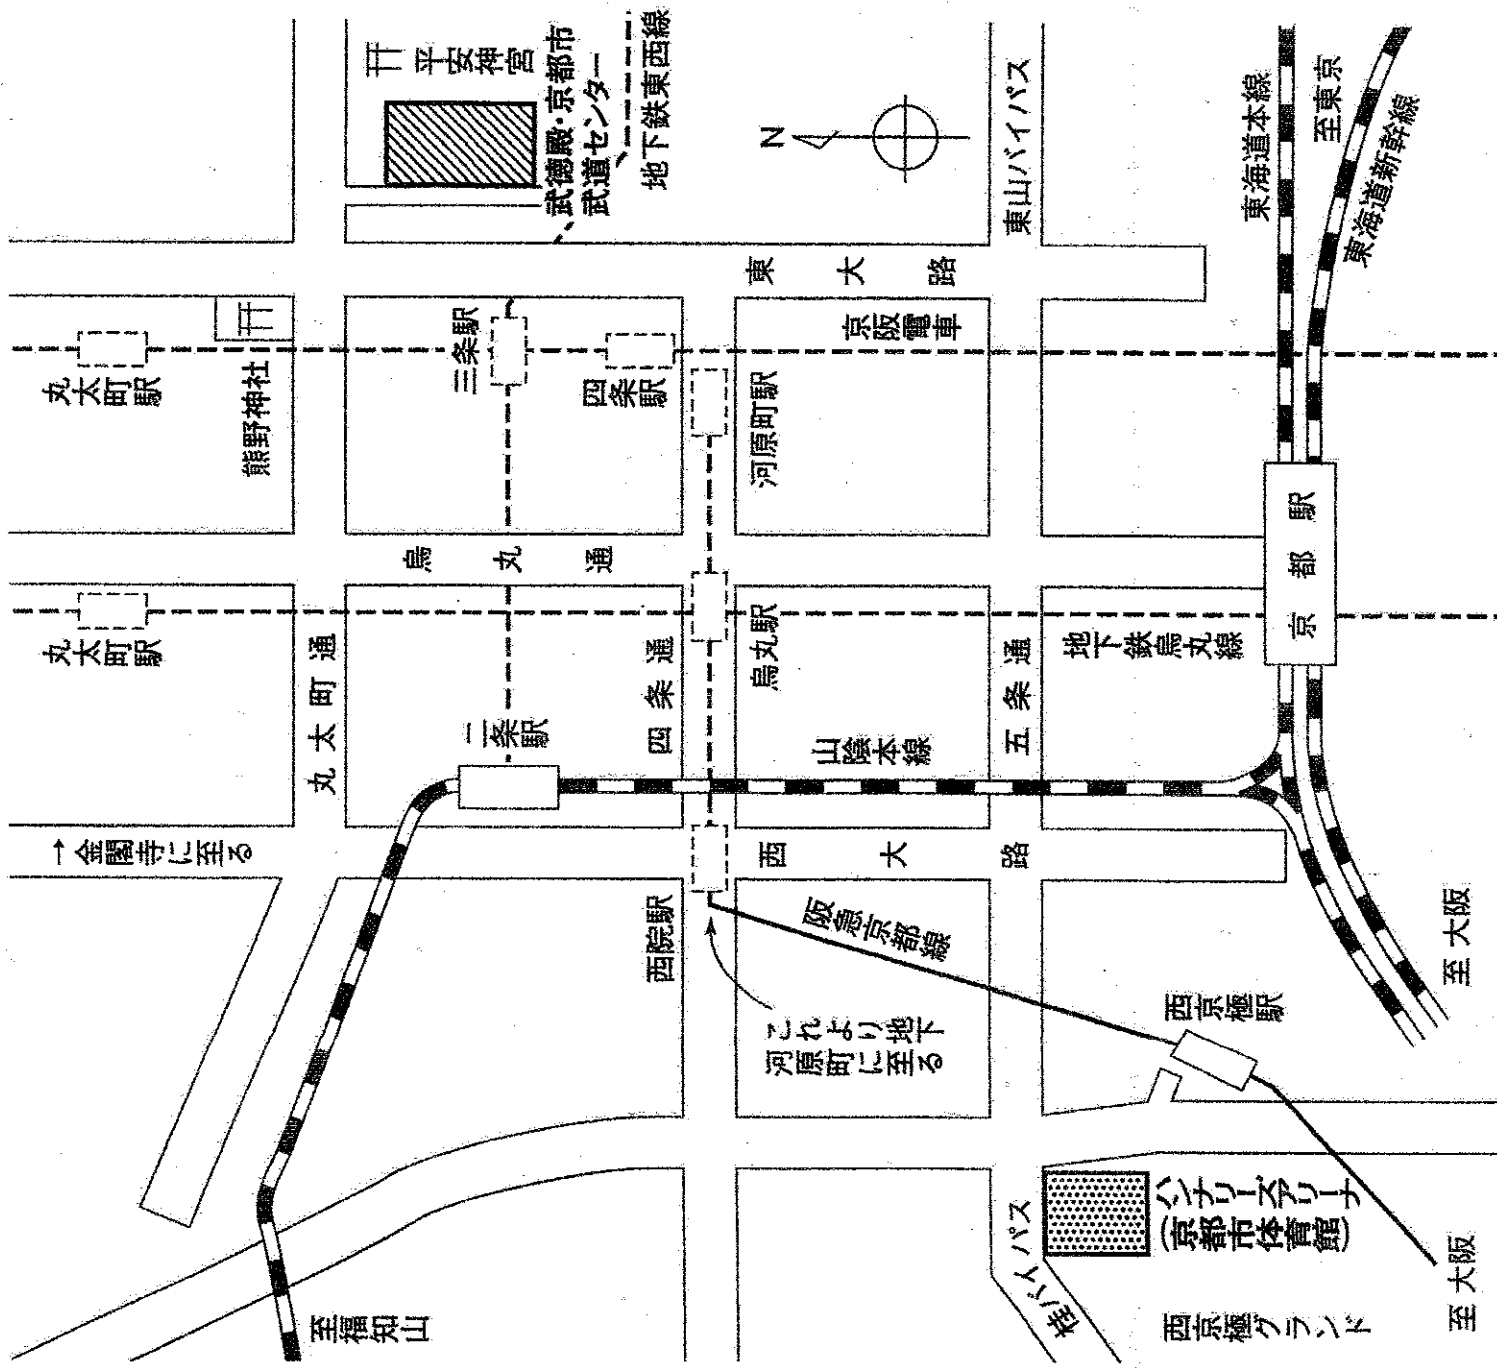 平安神宮
武徳殿・京都市
武道センター
地下鉄東西線
N
東山バイパス
東海道本線
至東京
東海道新幹線
東大路
丸太町駅
熊野神社
三条駅
四条駅
河原町駅
京阪電車
烏丸通
京都駅
丸太町駅
丸太町通
二条駅
四条通
烏丸駅
山陰本線
五条通
地下鉄烏丸線
→金閣寺に至る
西院駅
西大路
阪急京都線
これより地下
河原町に至る
西京極駅
至 大阪
至福知山
桂バイパス
ハンナリーズアリーナ
(京都市体育館)
西京極グランド
至 大阪